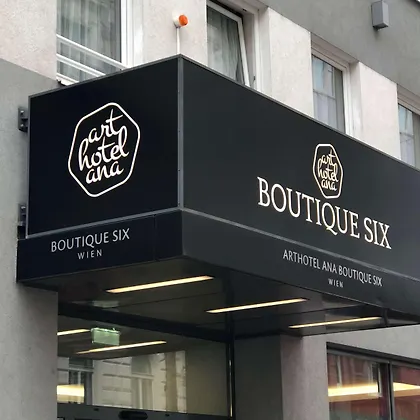 art
hotel
ana
BOUTIQUE SIX
WIEN
art
hotel
ana
BOUTIQUE SIX
ARTHOTEL ANA BOUTIQUE SIX
WIEN